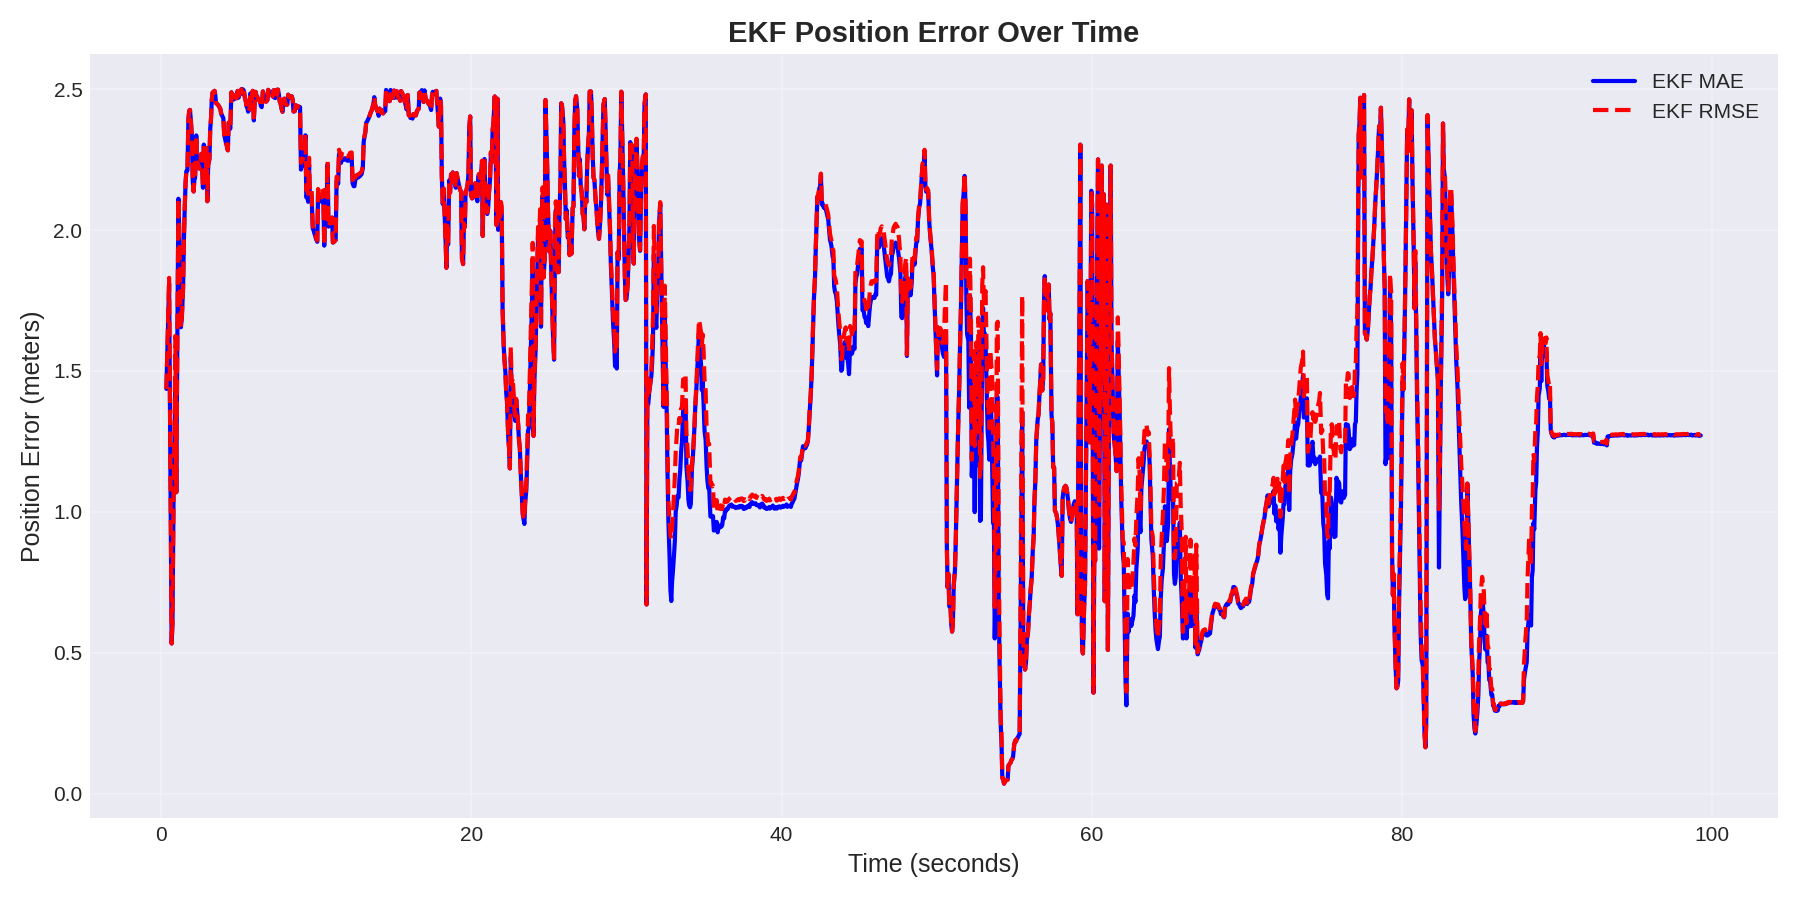 EKF Position Error Over Time
EKF MAE
EKF RMSE
Position Error (meters)
2.5
2.0
1.5
1.0
0.5
0.0
0 20 40 60 80 100
Time (seconds)